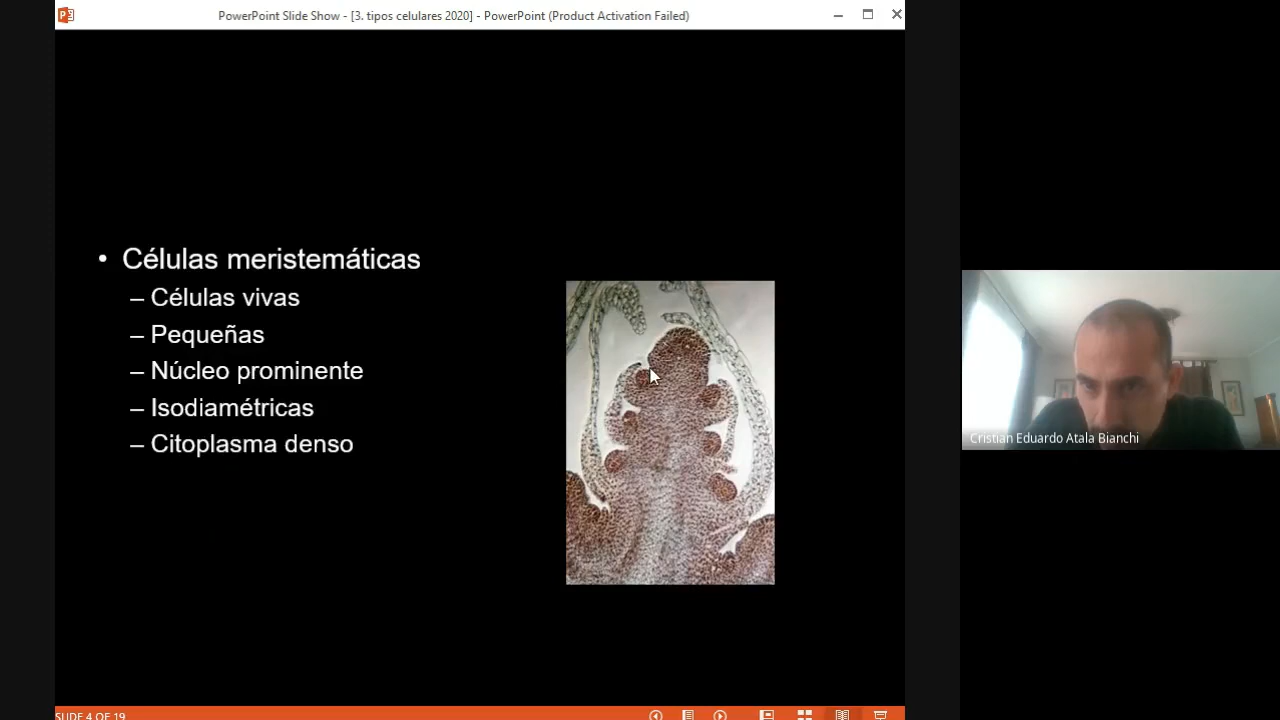 PowerPoint Slide Show - [3. tipos celulares 2020] - PowerPoint (Product Activation Failed)
• Células meristemáticas
– Células vivas
– Pequeñas
– Núcleo prominente
– Isodiamétricas
– Citoplasma denso
Cristian Eduardo Atala Bianchi
SLIDE 4 OF 19